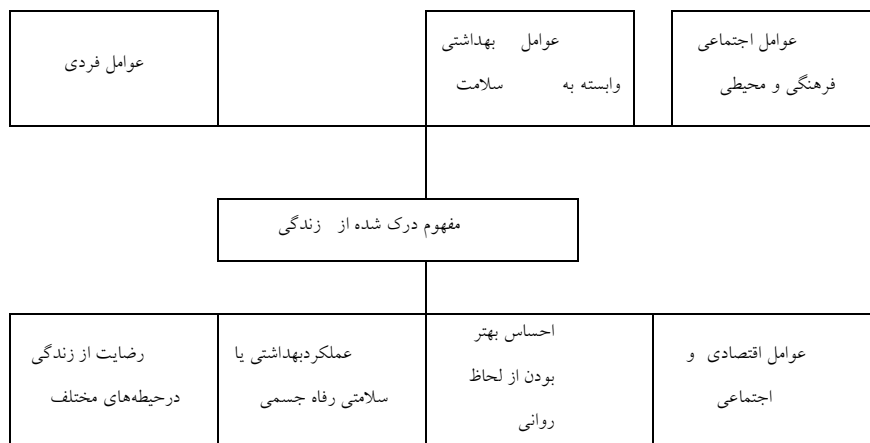 عوامل اجتماعی
فرهنگی و محیطی
عوامل بهداشتی
وابسته به سلامت
عوامل فردی
مفهوم درک شده از زندگی
عوامل اقتصادی و
اجتماعی
احساس بهتر
بودن از لحاظ
روانی
عملکردبهداشتی یا
سلامتی رفاه جسمی
رضایت از زندگی
درحیطه‌های مختلف